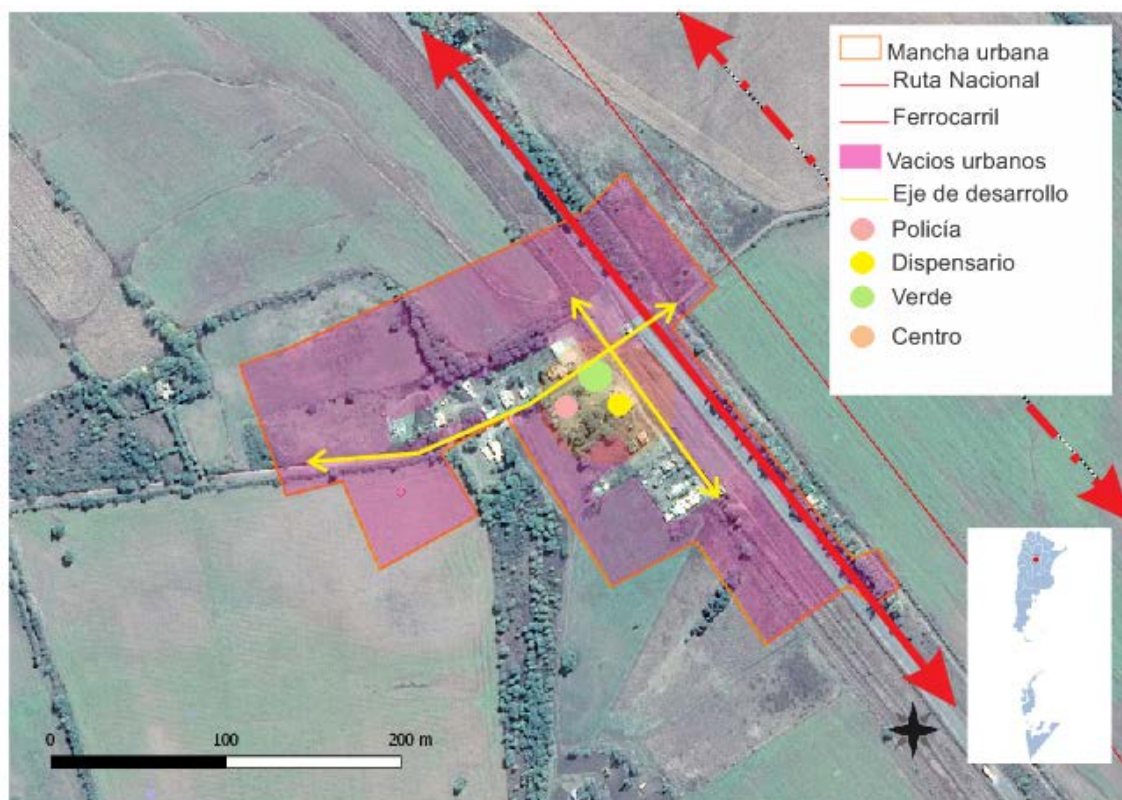 Mancha urbana
Ruta Nacional
Ferrocarril
Vacios urbanos
Eje de desarrollo
Policía
Dispensario
Verde
Centro
0 100 200 m